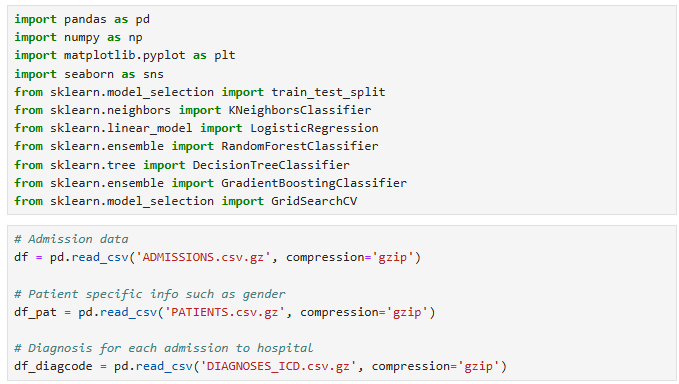 import pandas as pd
import numpy as np
import matplotlib.pyplot as plt
import seaborn as sns
from sklearn.model_selection import train_test_split
from sklearn.neighbors import KNeighborsClassifier
from sklearn.linear_model import LogisticRegression
from sklearn.ensemble import RandomForestClassifier
from sklearn.tree import DecisionTreeClassifier
from sklearn.ensemble import GradientBoostingClassifier
from sklearn.model_selection import GridSearchCV
# Admission data
df = pd.read_csv('ADMISSIONS.csv.gz', compression='gzip')
# Patient specific info such as gender
df_pat = pd.read_csv('PATIENTS.csv.gz', compression='gzip')
# Diagnosis for each admission to hospital
df_diagcode = pd.read_csv('DIAGNOSES_ICD.csv.gz', compression='gzip')